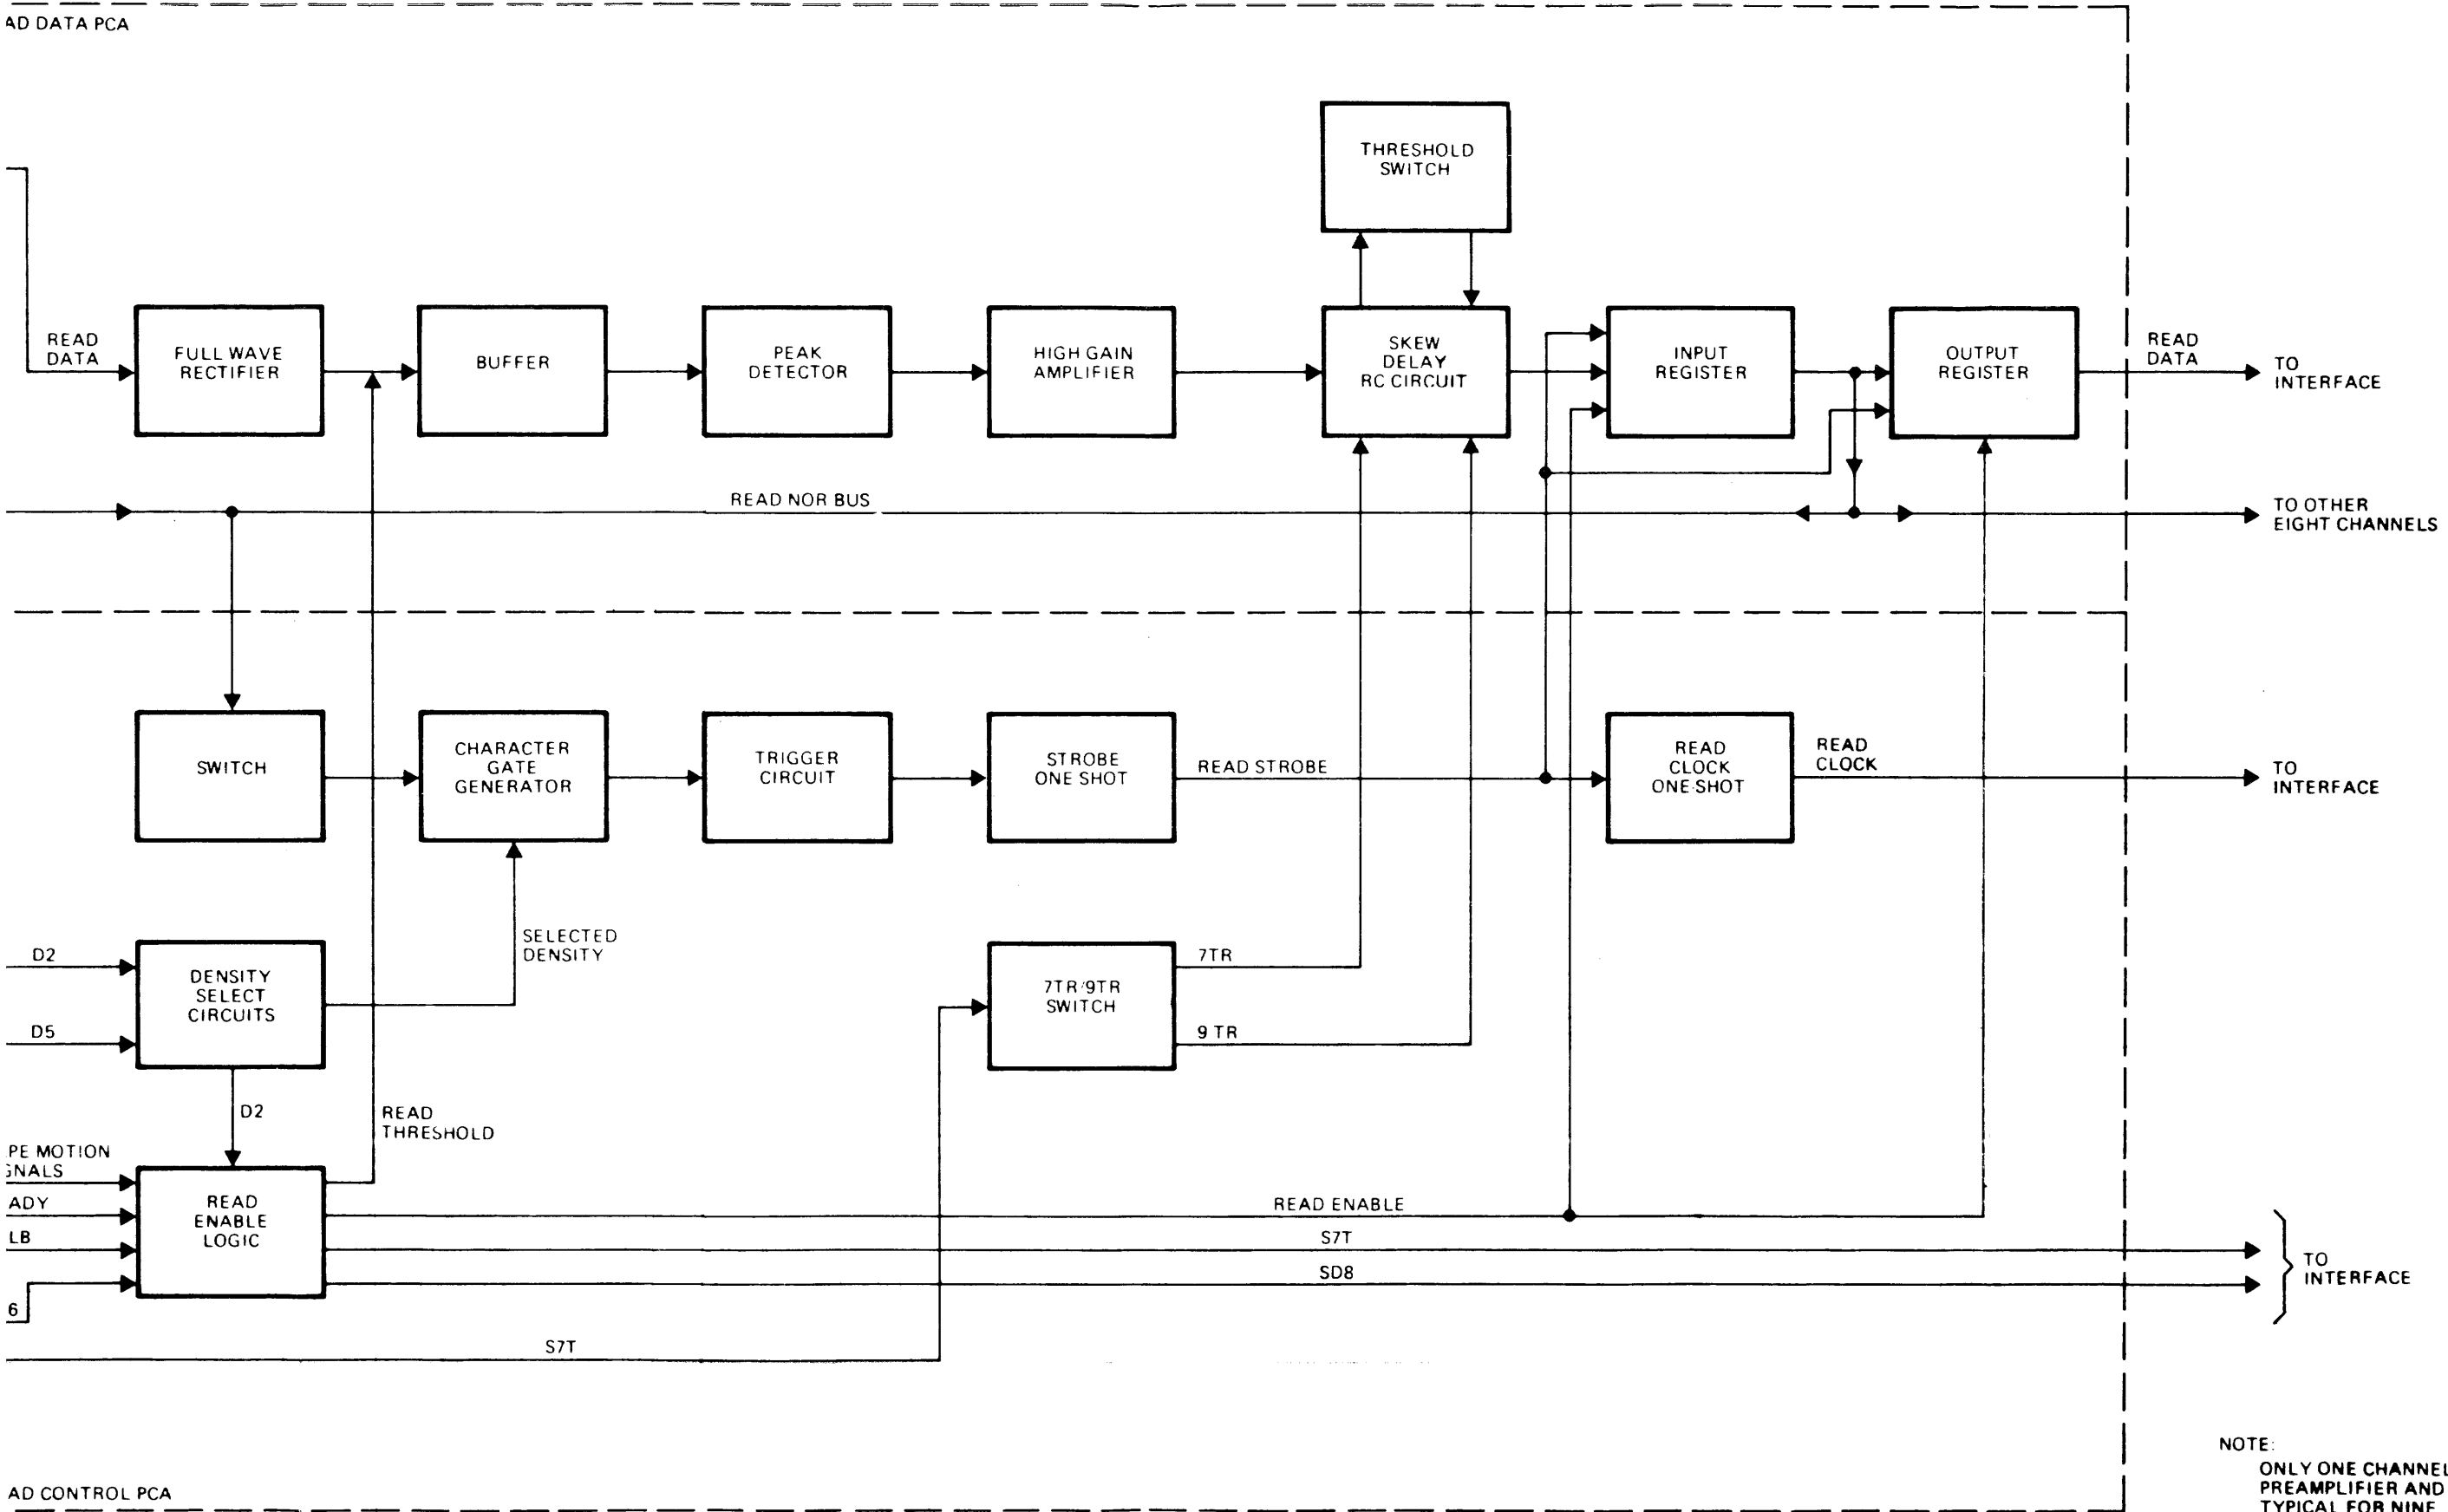 AD DATA PCA
THRESHOLD
SWITCH
READ
DATA
FULL WAVE
RECTIFIER
BUFFER
PEAK
DETECTOR
HIGH GAIN
AMPLIFIER
SKEW
DELAY
RC CIRCUIT
INPUT
REGISTER
OUTPUT
REGISTER
READ
DATA
TO
INTERFACE
READ NOR BUS
TO OTHER
EIGHT CHANNELS
SWITCH
CHARACTER
GATE
GENERATOR
TRIGGER
CIRCUIT
STROBE
ONE SHOT
READ STROBE
READ
CLOCK
ONE-SHOT
READ
CLOCK
TO
INTERFACE
D2
D5
DENSITY
SELECT
CIRCUITS
SELECTED
DENSITY
7TR/9TR
SWITCH
7TR
9 TR
D2
READ
THRESHOLD
PE MOTION
GNALS
ADY
LB
6
READ
ENABLE
LOGIC
READ ENABLE
S7T
SD8
TO
INTERFACE
S7T
AD CONTROL PCA
NOTE:
ONLY ONE CHANNEL
PREAMPLIFIER AND
TYPICAL FOR NINE